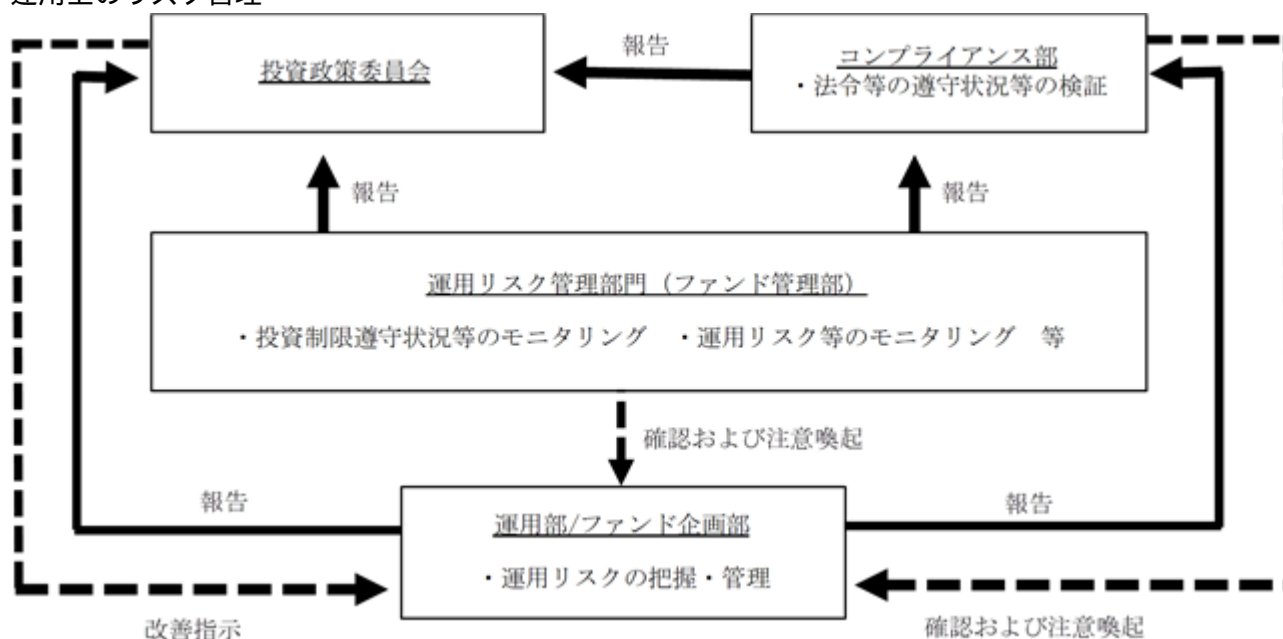 運用上のリスク管理
報告
投資政策委員会
コンプライアンス部
・法令等の遵守状況等の検証
報告
報告
運用リスク管理部門（ファンド管理部）
・投資制限遵守状況等のモニタリング　・運用リスク等のモニタリング　等
確認および注意喚起
報告
運用部/ファンド企画部
報告
・運用リスクの把握・管理
改善指示
確認および注意喚起